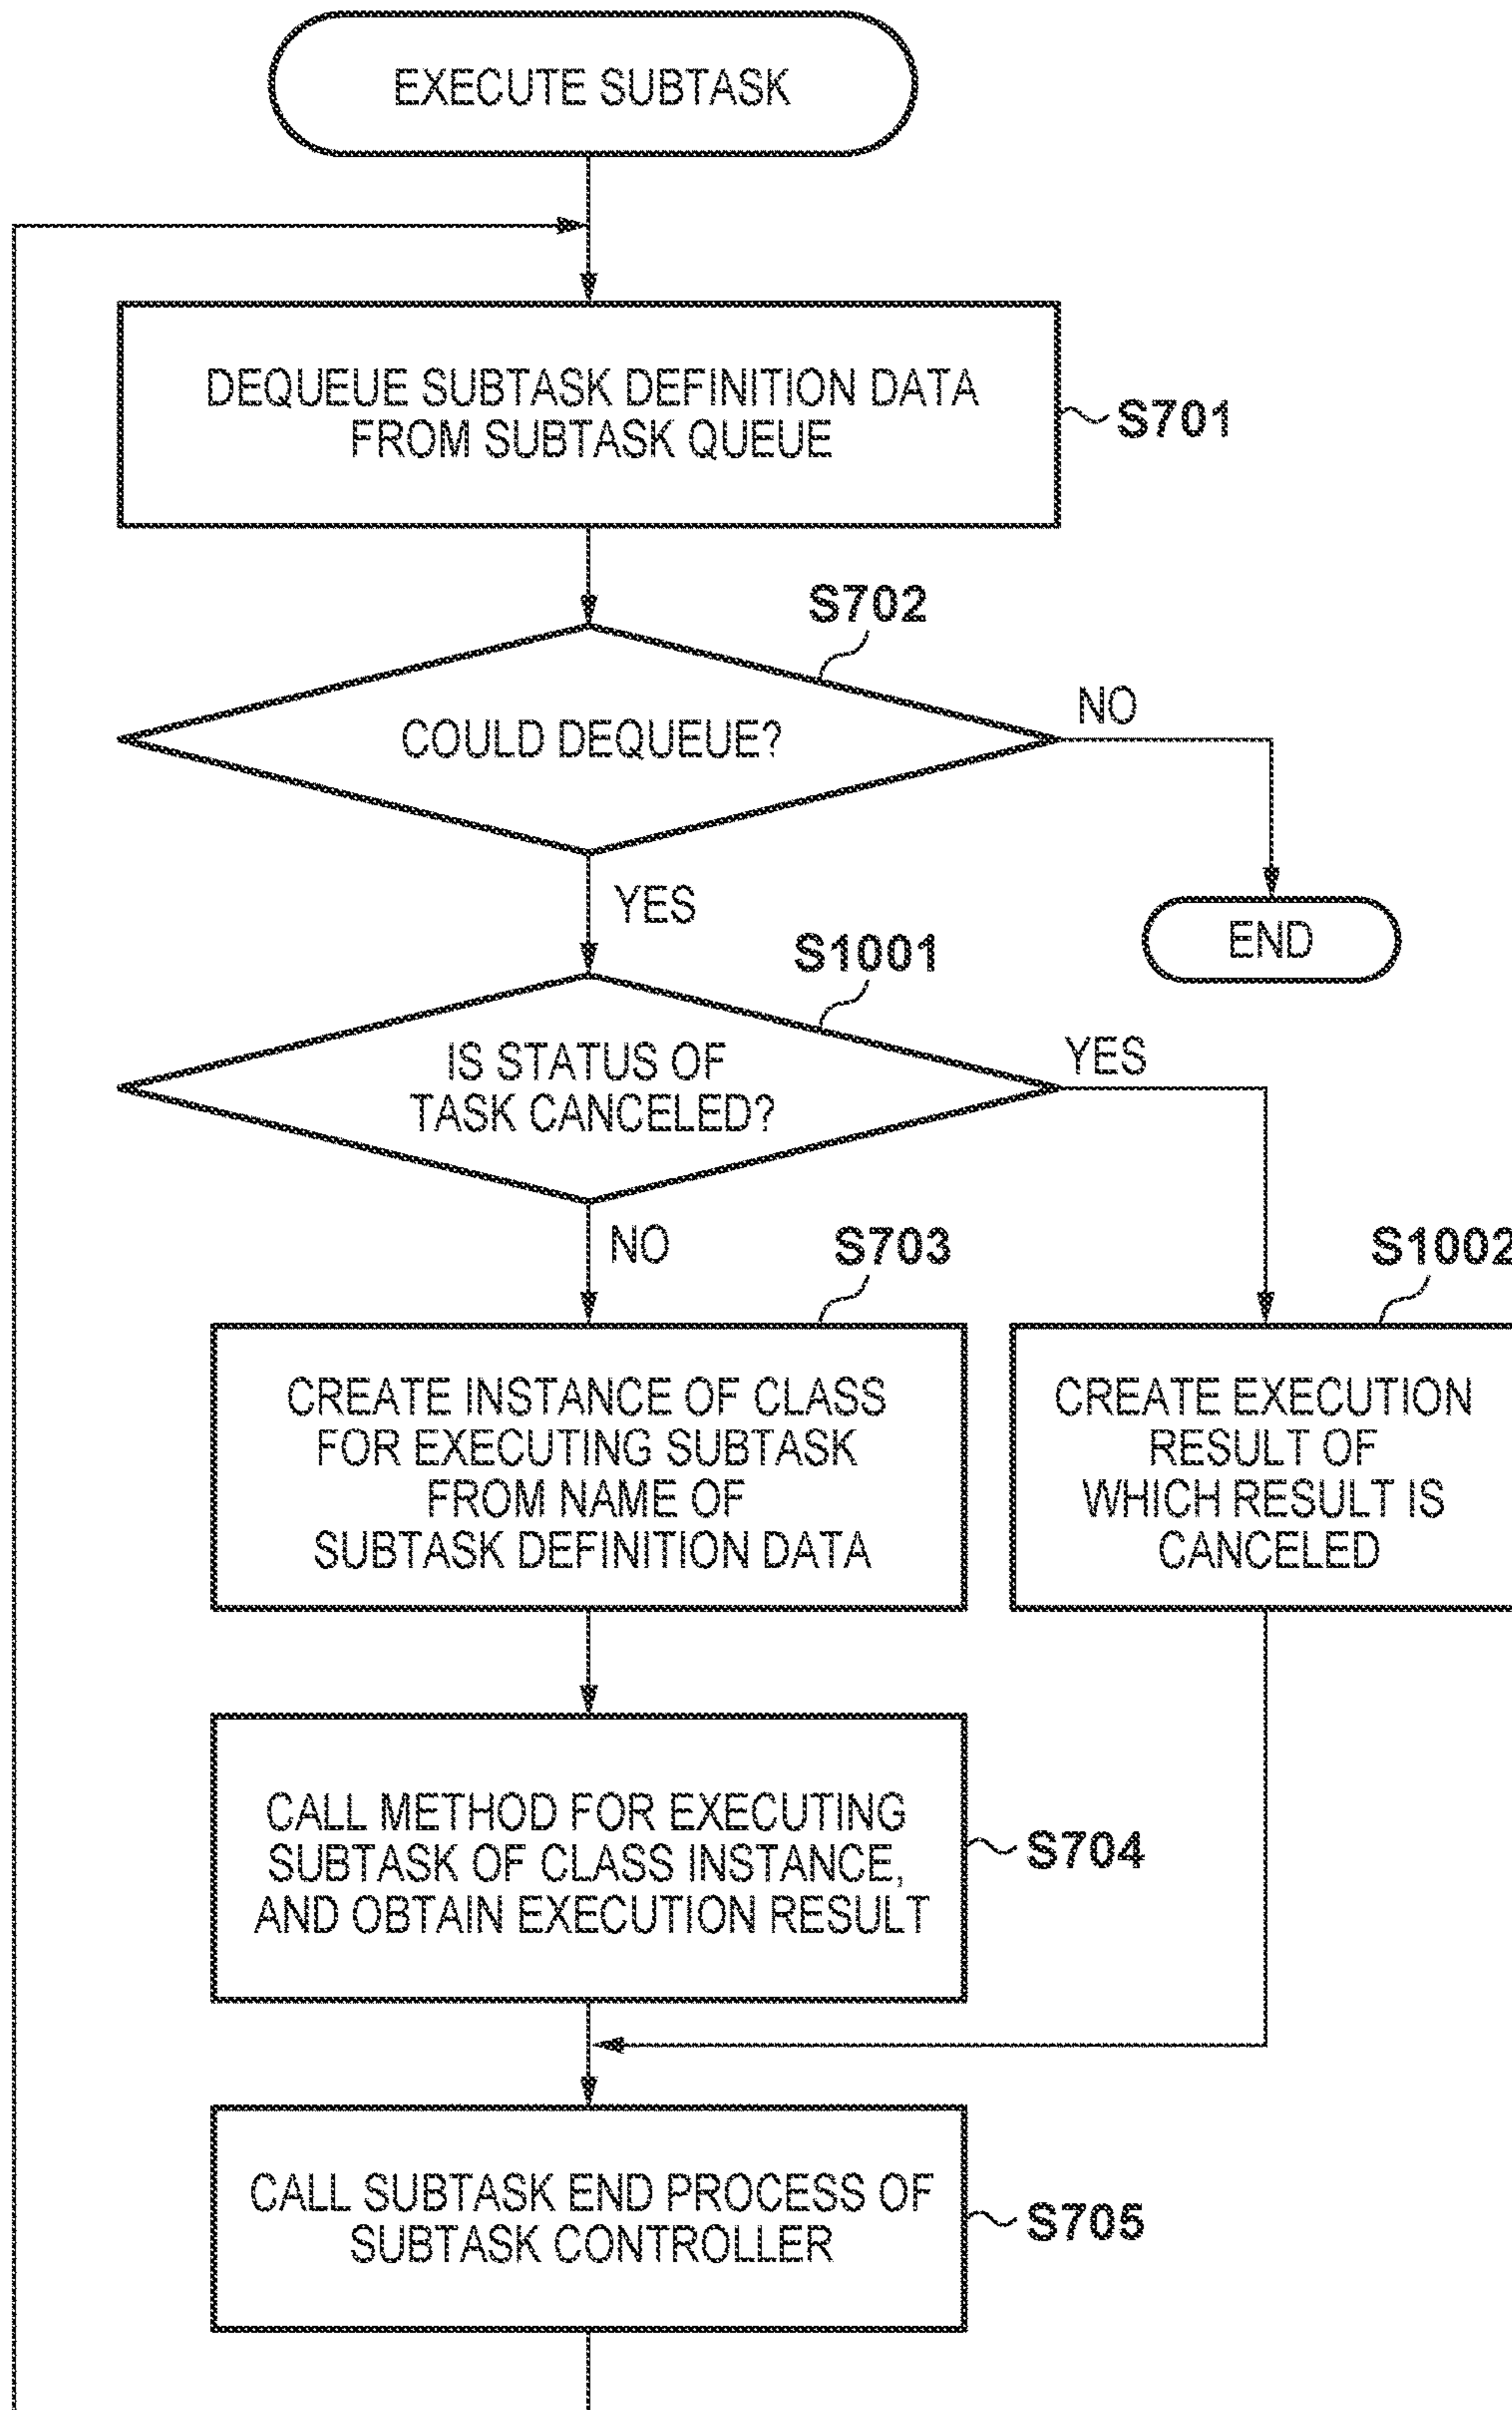 EXECUTE SUBTASK
DEQUEUE SUBTASK DEFINITION DATA
FROM SUBTASK QUEUE
S701
S702
COULD DEQUEUE?
NO
YES
END
S1001
IS STATUS OF
TASK CANCELED?
YES
NO
S703
S1002
CREATE INSTANCE OF CLASS
FOR EXECUTING SUBTASK
FROM NAME OF
SUBTASK DEFINITION DATA
CREATE EXECUTION
RESULT OF
WHICH RESULT IS
CANCELED
CALL METHOD FOR EXECUTING
SUBTASK OF CLASS INSTANCE,
AND OBTAIN EXECUTION RESULT
S704
CALL SUBTASK END PROCESS OF
SUBTASK CONTROLLER
S705